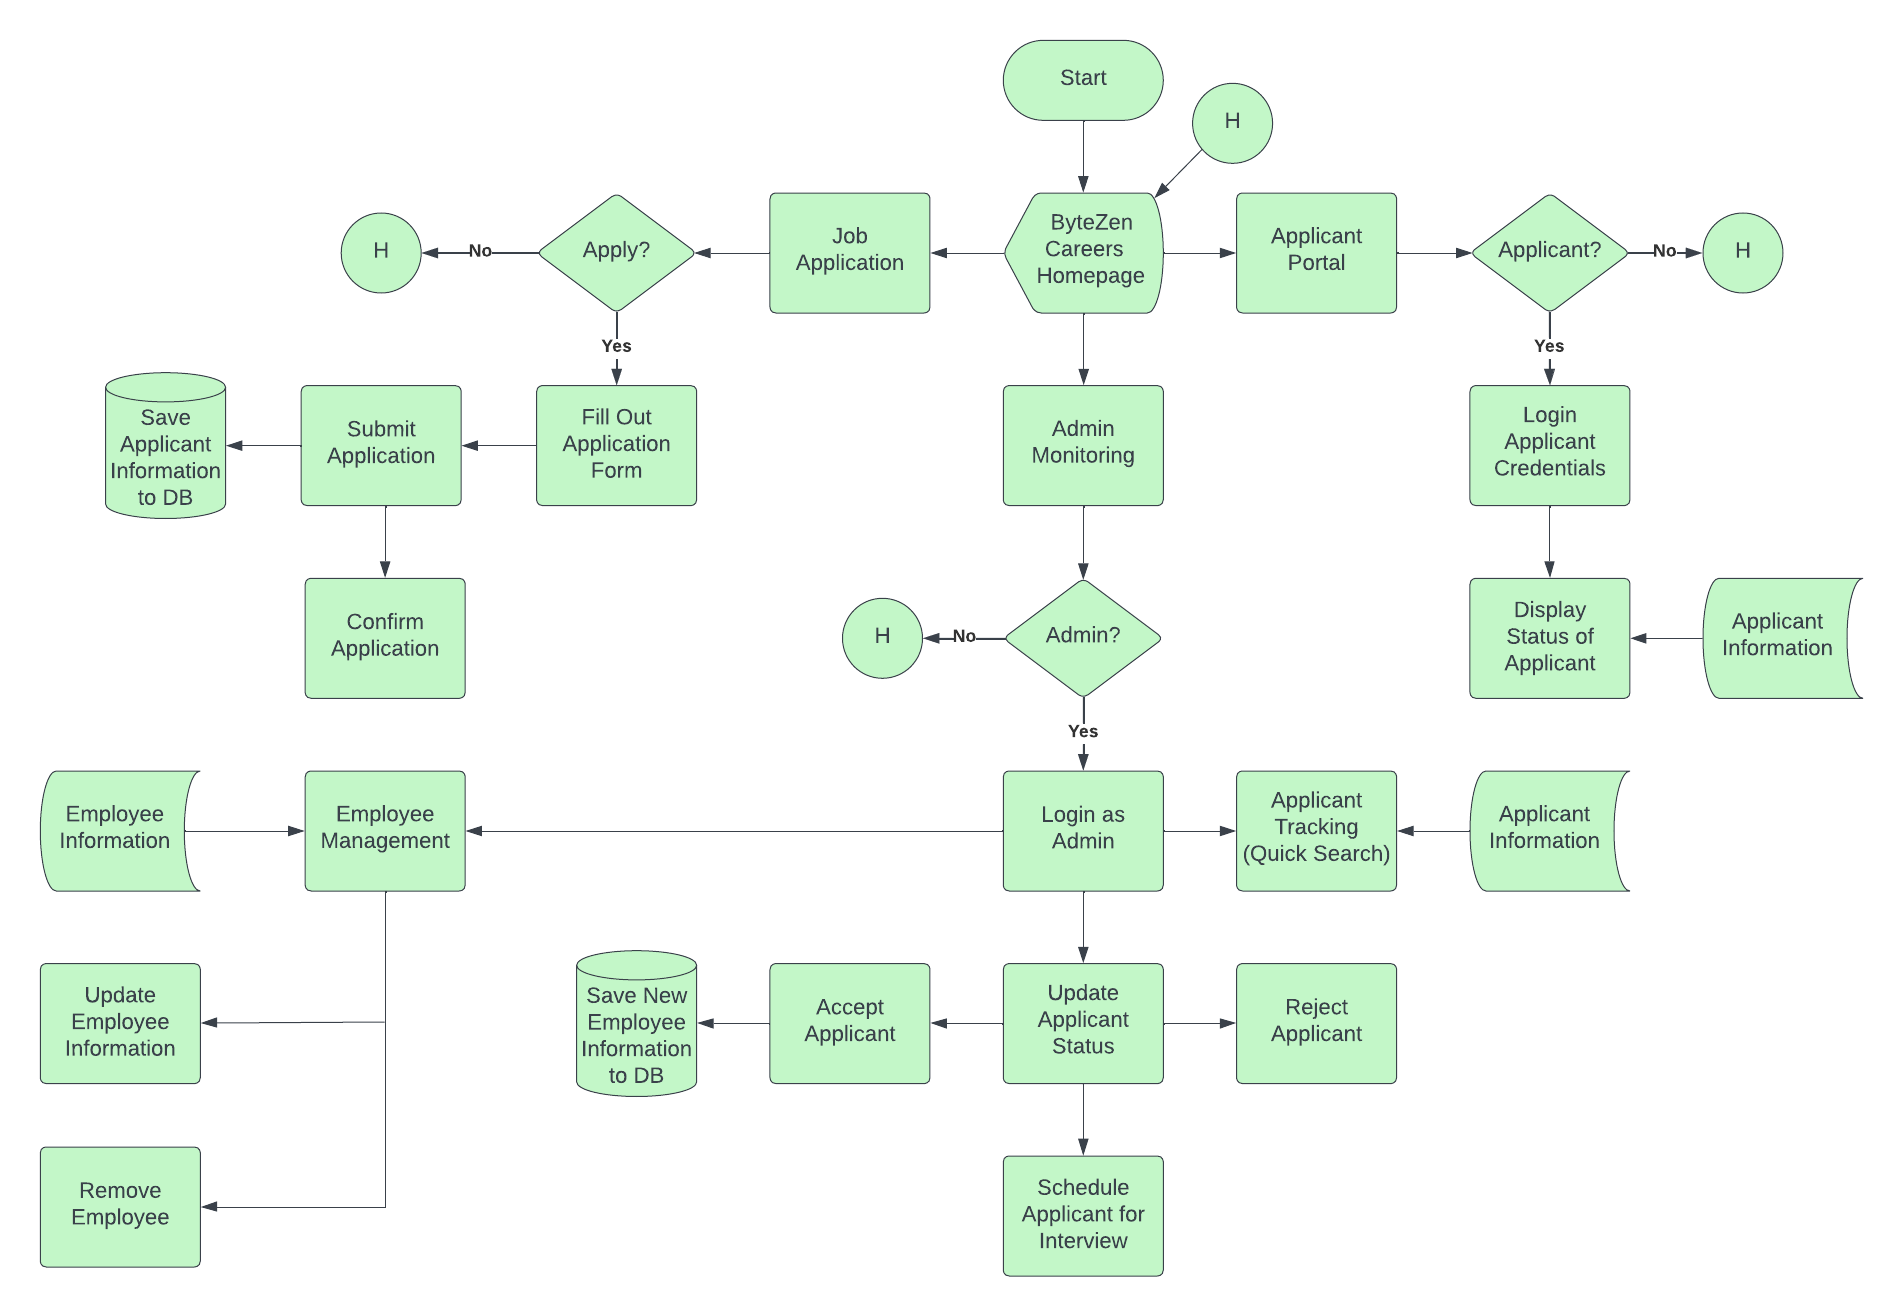 Start
H
H
No
Apply?
Job
Application
ByteZen
Careers
Homepage
Applicant
Portal
Applicant?
No
H
Yes
Yes
Save
Applicant
Information
to DB
Submit
Application
Fill Out
Application
Form
Admin
Monitoring
Login
Applicant
Credentials
Confirm
Application
H
No
Admin?
Display
Status of
Applicant
Applicant
Information
Yes
Employee
Information
Employee
Management
Login as
Admin
Applicant
Tracking
(Quick Search)
Applicant
Information
Update
Employee
Information
Save New
Employee
Information
to DB
Accept
Applicant
Update
Applicant
Status
Reject
Applicant
Remove
Employee
Schedule
Applicant for
Interview